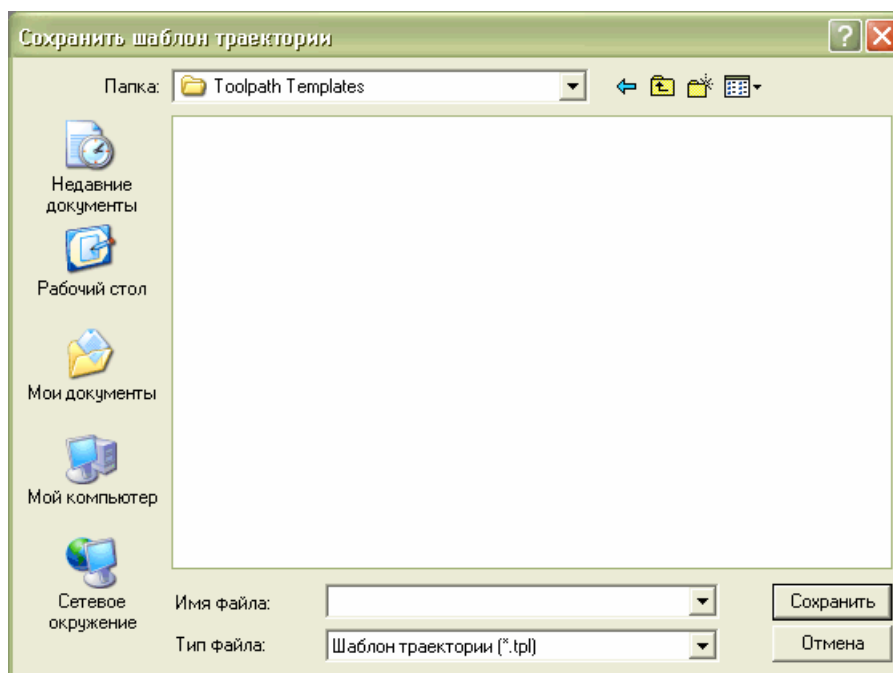 Сохранить шаблон траектории
Папка: Toolpath Templates
Недавние
документы
Рабочий стол
Мои документы
Мой компьютер
Сетевое
окружение
Имя файла:
Сохранить
Тип файла: Шаблон траектории (*.tpl)
Отмена